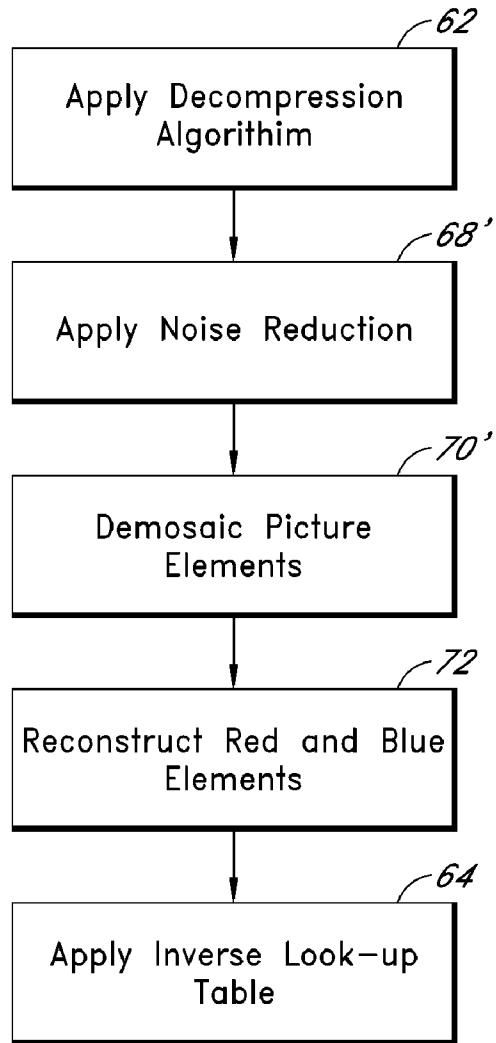 62
Apply Decompression
Algorithim
68'
Apply Noise Reduction
70'
Demosaic Picture
Elements
72
Reconstruct Red and Blue
Elements
64
Apply Inverse Look-up
Table